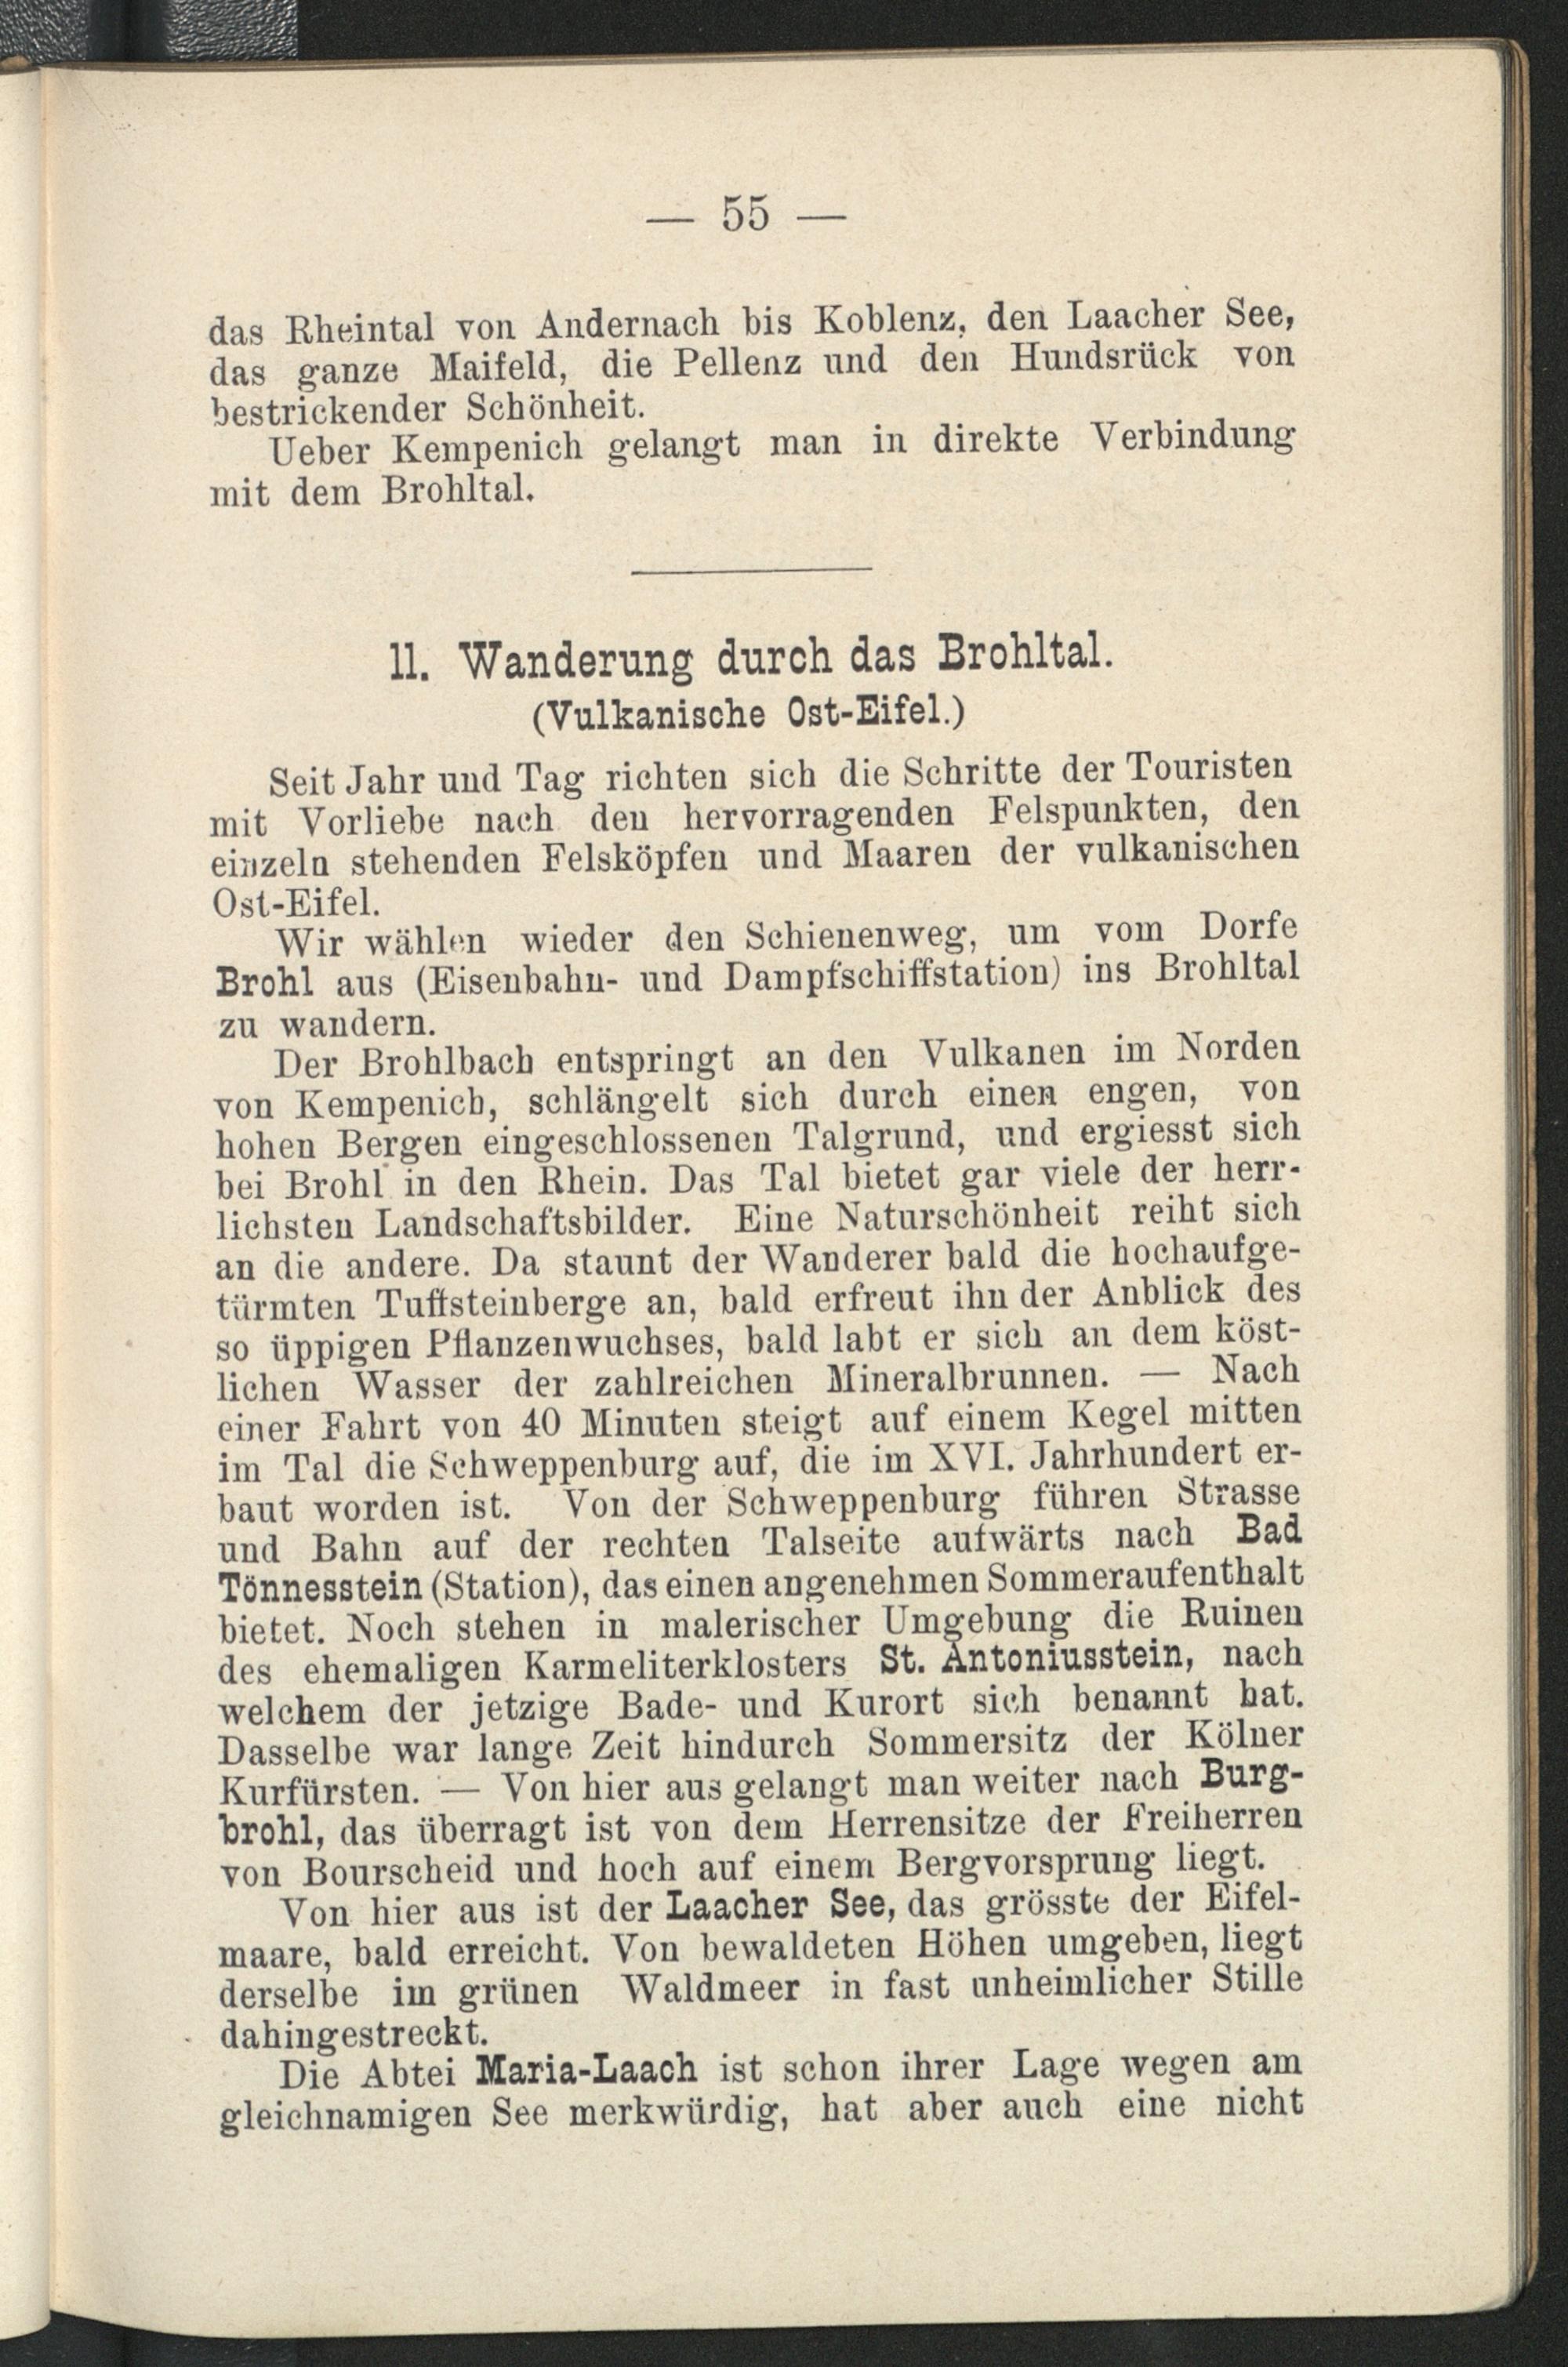 — 55 —
das Rheintal von Andernach bis Koblenz, den Laacher See,
das ganze Maifeld, die Pellenz und den Hundsrück von
bestrickender Schönheit.
Ueber Kempenich gelangt man in direkte Verbindung
mit dem Brohltal.
11. Wanderung durch das Brohltal.
(Vulkanische Ost-Eifel.)
Seit Jahr und Tag richten sich die Schritte der Touristen
mit Vorliebe nach den hervorragenden Felspunkten, den
einzeln stehenden Felsköpfen und Maaren der vulkanischen
Ost-Eifel.
Wir wählen wieder den Schienenweg, um vom Dorfe
Brohl aus (Eisenbahn- und Dampfschiffstation) ins Brohltal
zu wandern.
Der Brohlbach entspringt an den Vulkanen im Norden
von Kempenich, schlängelt sich durch einen engen, von
hohen Bergen eingeschlossenen Talgrund, und ergiesst sich
bei Brohl in den Rhein. Das Tal bietet gar viele der herr-
lichsten Landschaftsbilder. Eine Naturschönheit reiht sich
an die andere. Da staunt der Wanderer bald die hochaufge-
türmten Tuffsteinberge an, bald erfreut ihn der Anblick des
so üppigen Pflanzenwuchses, bald labt er sich an dem köst-
lichen Wasser der zahlreichen Mineralbrunnen. — Nach
einer Fahrt von 40 Minuten steigt auf einem Kegel mitten
im Tal die Schweppenburg auf, die im XVI. Jahrhundert er-
baut worden ist. Von der Schweppenburg führen Strasse
und Bahn auf der rechten Talseite aufwärts nach Bad
Tönnesstein (Station), das einen angenehmen Sommeraufenthalt
bietet. Noch stehen in malerischer Umgebung die Ruinen
des ehemaligen Karmeliterklosters St. Antoniusstein, nach
welchem der jetzige Bade- und Kurort sich benannt hat.
Dasselbe war lange Zeit hindurch Sommersitz der Kölner
Kurfürsten. — Von hier aus gelangt man weiter nach Burg-
brohl, das überragt ist von dem Herrensitze der Freiherren
von Bourscheid und hoch auf einem Bergvorsprung liegt.
Von hier aus ist der Laacher See, das grösste der Eifel-
maare, bald erreicht. Von bewaldeten Höhen umgeben, liegt
derselbe im grünen Waldmeer in fast unheimlicher Stille
dahingestreckt.
Die Abtei Maria-Laach ist schon ihrer Lage wegen am
gleichnamigen See merkwürdig, hat aber auch eine nicht